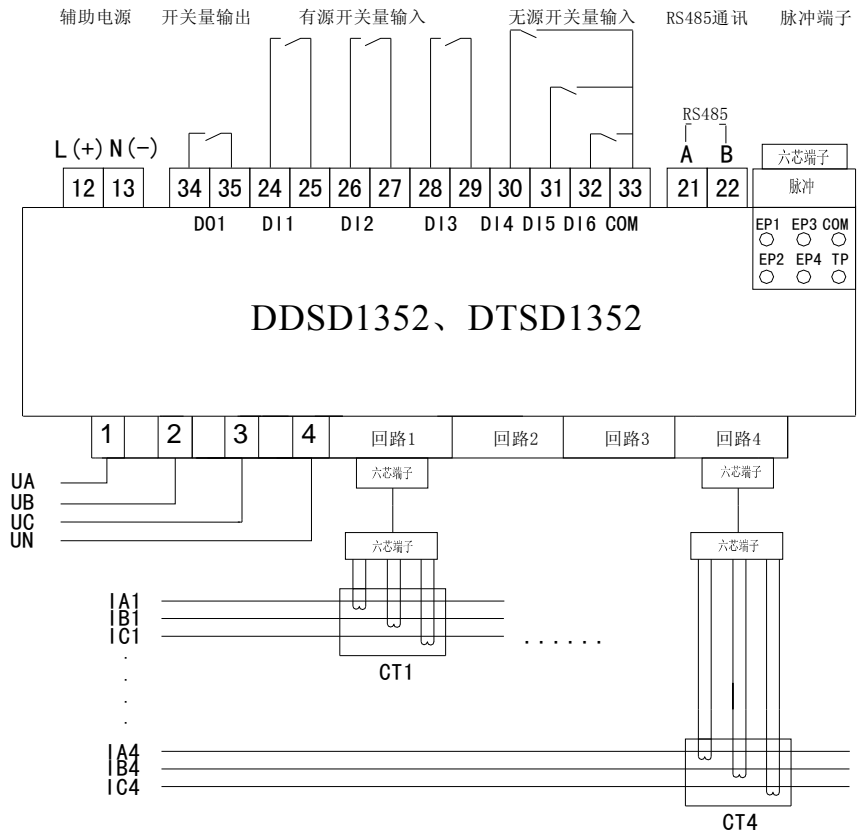 辅助电源 开关量输出 有源开关量输入 无源开关量输入 RS485通讯 脉冲端子
RS485
L(+) N(-) A B 六芯端子
12 13 34 35 24 25 26 27 28 29 30 31 32 33 21 22 脉冲
DO1 DI1 DI2 DI3 DI4 DI5 DI6 COM
EP1 EP3 COM
EP2 EP4 TP
DDSD1352、DTSD1352
1 2 3 4 回路1 回路2 回路3 回路4
六芯端子 六芯端子
UA
UB
UC
UN
六芯端子 六芯端子
IA1
IB1
IC1
......
CT1
IA4
IB4
IC4
CT4